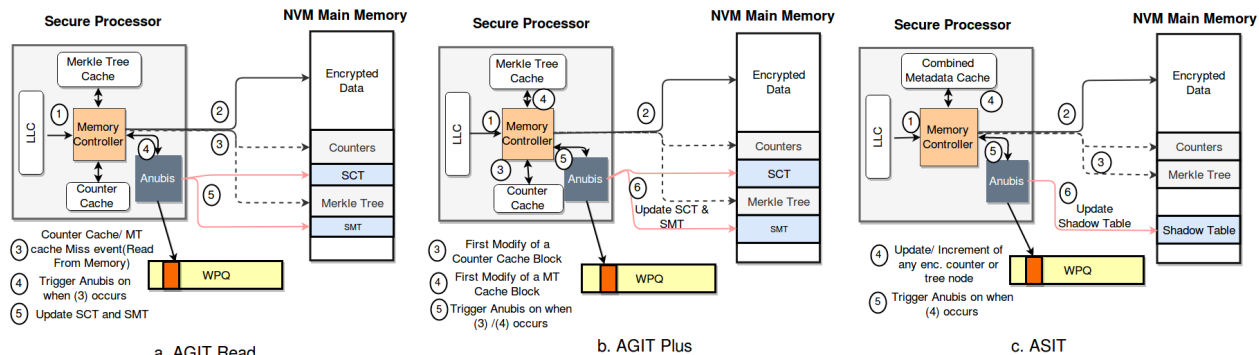 Secure Processor
NVM Main Memory
Merkle Tree
Cache
LLC
1
Memory
Controller
2
3
4
Anubis
5
Counter
Cache
Encrypted
Data
Counters
SCT
Merkle Tree
SMT
WPQ
3 Counter Cache/ MT
cache Miss event(Read
From Memory)
4 Trigger Anubis on
when (3) occurs
5 Update SCT and SMT
a. AGIT Read
Secure Processor
NVM Main Memory
Merkle Tree
Cache
4
LLC
1
Memory
Controller
2
3
5
Anubis
6
Update SCT &
SMT
Counter
Cache
Encrypted
Data
Counters
SCT
Merkle Tree
SMT
WPQ
3 First Modify of a
Counter Cache Block
4 First Modify of a MT
Cache Block
5 Trigger Anubis on when
(3) /(4) occurs
b. AGIT Plus
Secure Processor
NVM Main Memory
Combined
Metadata Cache
4
LLC
1
Memory
Controller
2
3
5
Anubis
6
Update
Shadow Table
Encrypted
Data
Counters
Merkle Tree
Shadow Table
WPQ
4 Update/ Increment of
any enc. counter or
tree node
5 Trigger Anubis on when
(4) occurs
c. ASIT